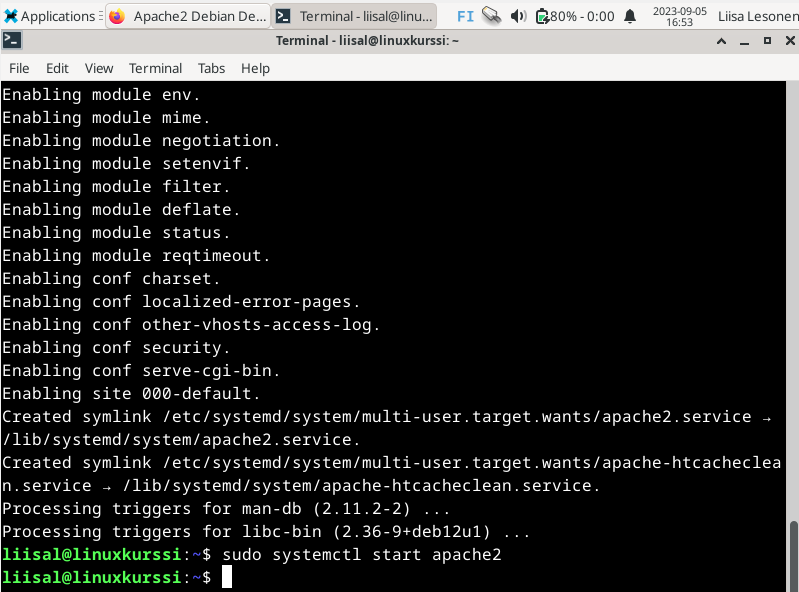 Applications Apache2 Debian De... Terminal - liisal@linu... FI 80% - 0:00 2023-09-05 16:53 Liisa Lesonen
Terminal - liisal@linuxkurssi: ~
File Edit View Terminal Tabs Help
Enabling module env.
Enabling module mime.
Enabling module negotiation.
Enabling module setenvif.
Enabling module filter.
Enabling module deflate.
Enabling module status.
Enabling module reqtimeout.
Enabling conf charset.
Enabling conf localized-error-pages.
Enabling conf other-vhosts-access-log.
Enabling conf security.
Enabling conf serve-cgi-bin.
Enabling site 000-default.
Created symlink /etc/systemd/system/multi-user.target.wants/apache2.service →
/lib/systemd/system/apache2.service.
Created symlink /etc/systemd/system/multi-user.target.wants/apache-htcacheclea
n.service → /lib/systemd/system/apache-htcacheclean.service.
Processing triggers for man-db (2.11.2-2) ...
Processing triggers for libc-bin (2.36-9+deb12u1) ...
liisal@linuxkurssi:~$ sudo systemctl start apache2
liisal@linuxkurssi:~$